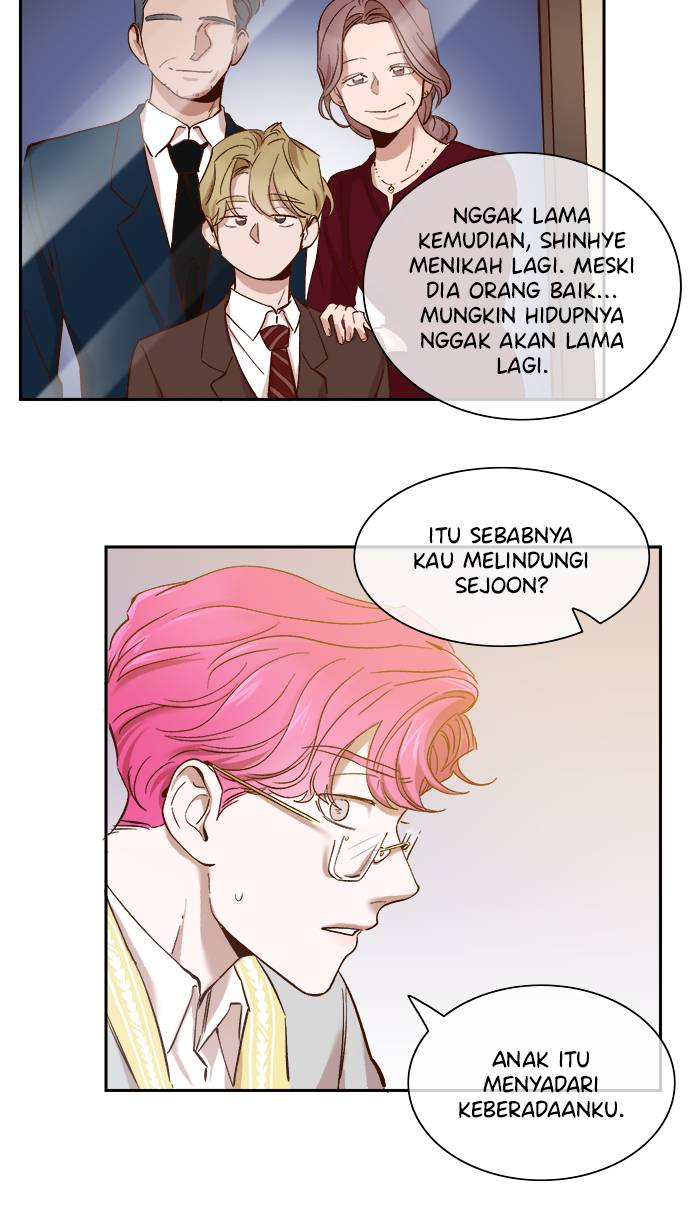 NGGAK LAMA
KEMUDIAN, SHINHYE
MENIKAH LAGI. MESKI
DIA ORANG BAIK...
MUNGKIN HIDUPNYA
NGGAK AKAN LAMA
LAGI.
ITU SEBABNYA
KAU MELINDUNGI
SEJOON?
ANAK ITU
MENYADARI
KEBERADAANKU.